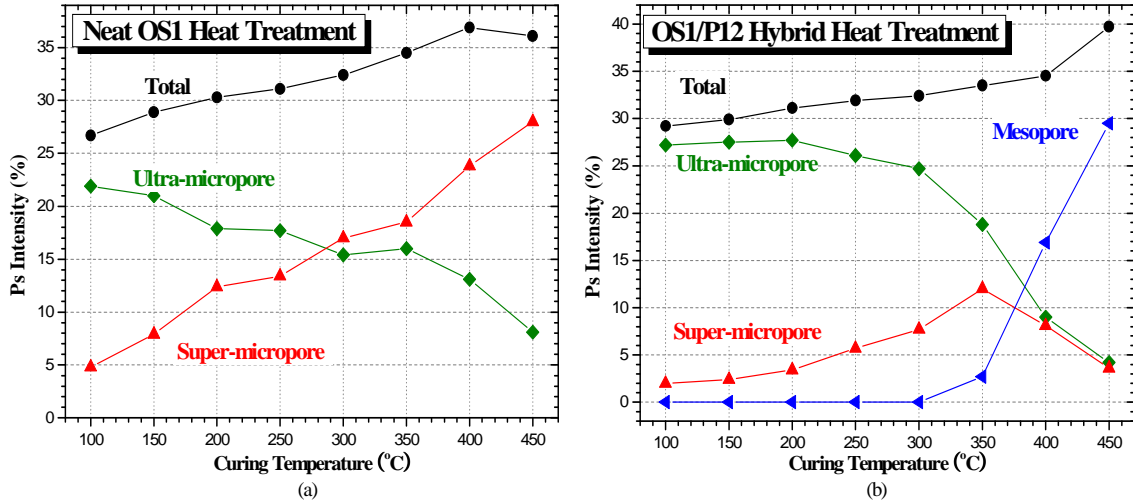 Neat OS1 Heat Treatment
Total
Ultra-micropore
Super-micropore
Ps Intensity (%)
35
30
25
20
15
10
5
0
100 150 200 250 300 350 400 450
Curing Temperature (°C)
(a)
OS1/P12 Hybrid Heat Treatment
Total
Mesopore
Ultra-micropore
Super-micropore
Ps Intensity (%)
40
35
30
25
20
15
10
5
0
100 150 200 250 300 350 400 450
Curing Temperature (°C)
(b)